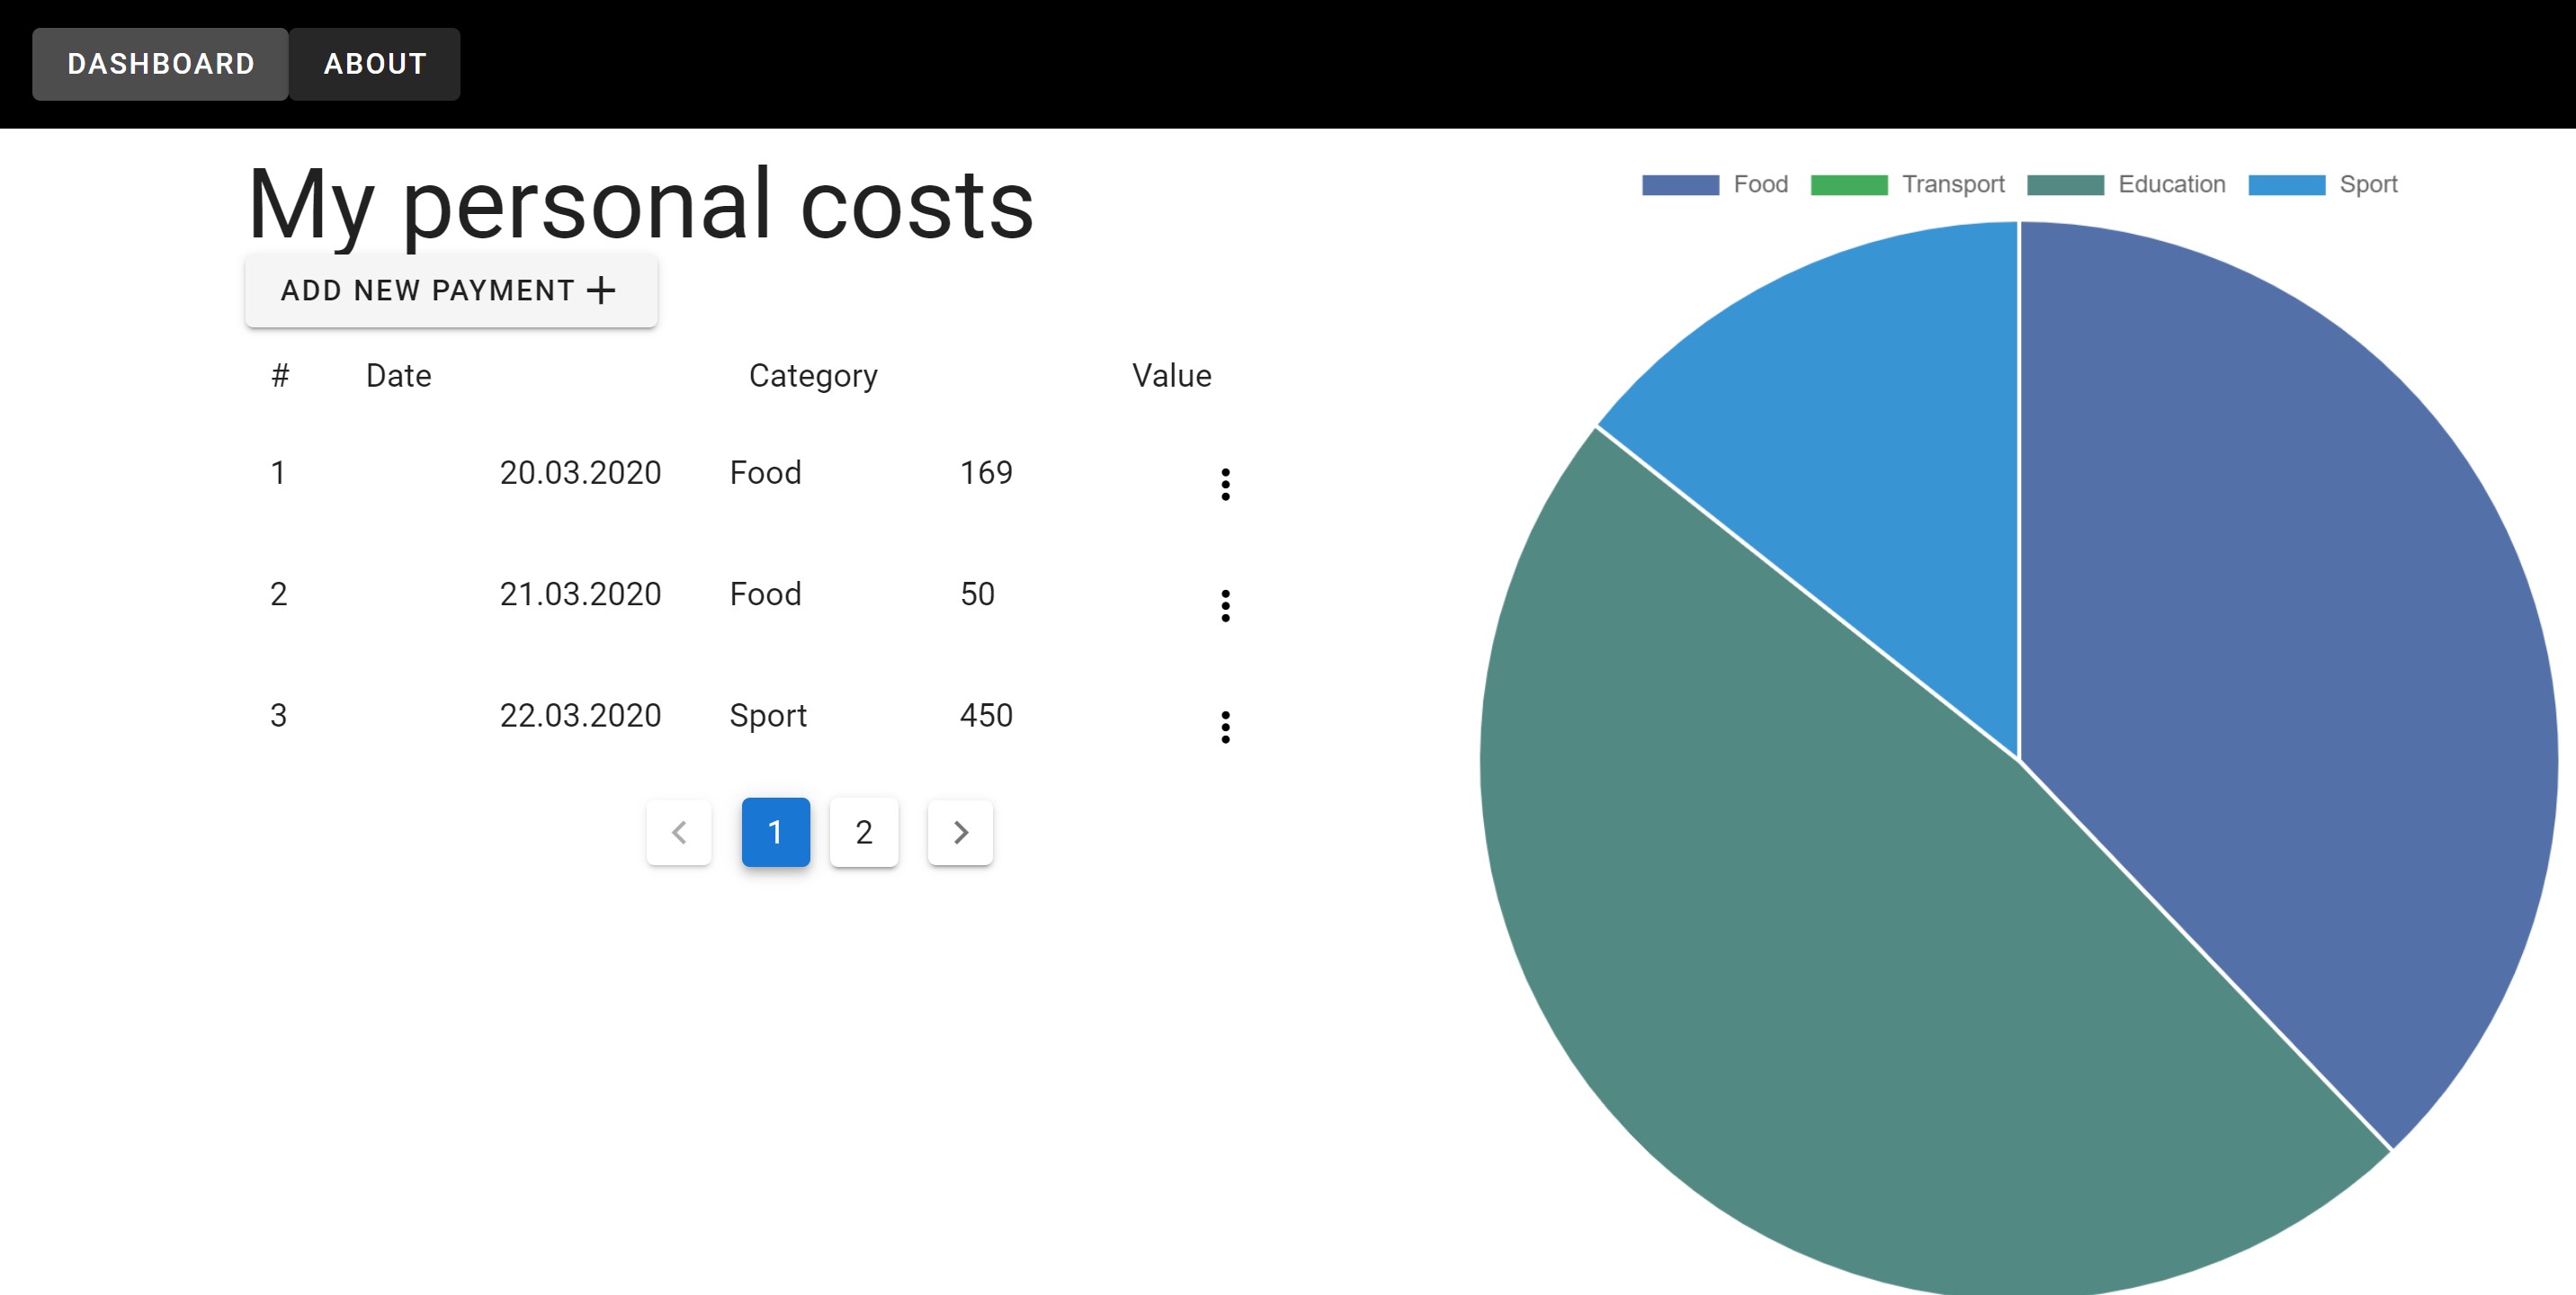 DASHBOARD ABOUT
My personal costs
ADD NEW PAYMENT +
# Date Category Value
1 20.03.2020 Food 169
2 21.03.2020 Food 50
3 22.03.2020 Sport 450
1 2
Food Transport Education Sport